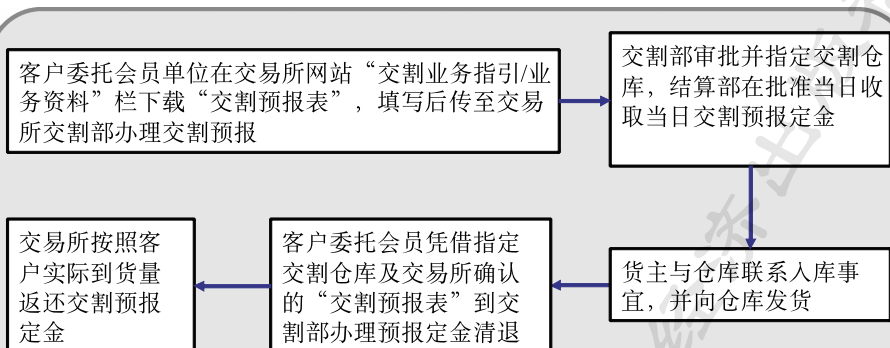 客户委托会员单位在交易所网站“交割业务指引/业
务资料”栏下载“交割预报表”，填写后传至交易
所交割部办理交割预报
交割部审批并指定交割仓
库，结算部在批准当日收
取当日交割预报定金
货主与仓库联系入库事
宜，并向仓库发货
客户委托会员凭借指定
交割仓库及交易所确认
的“交割预报表”到交
割部办理预报定金清退
交易所按照客
户实际到货量
返还交割预报
定金